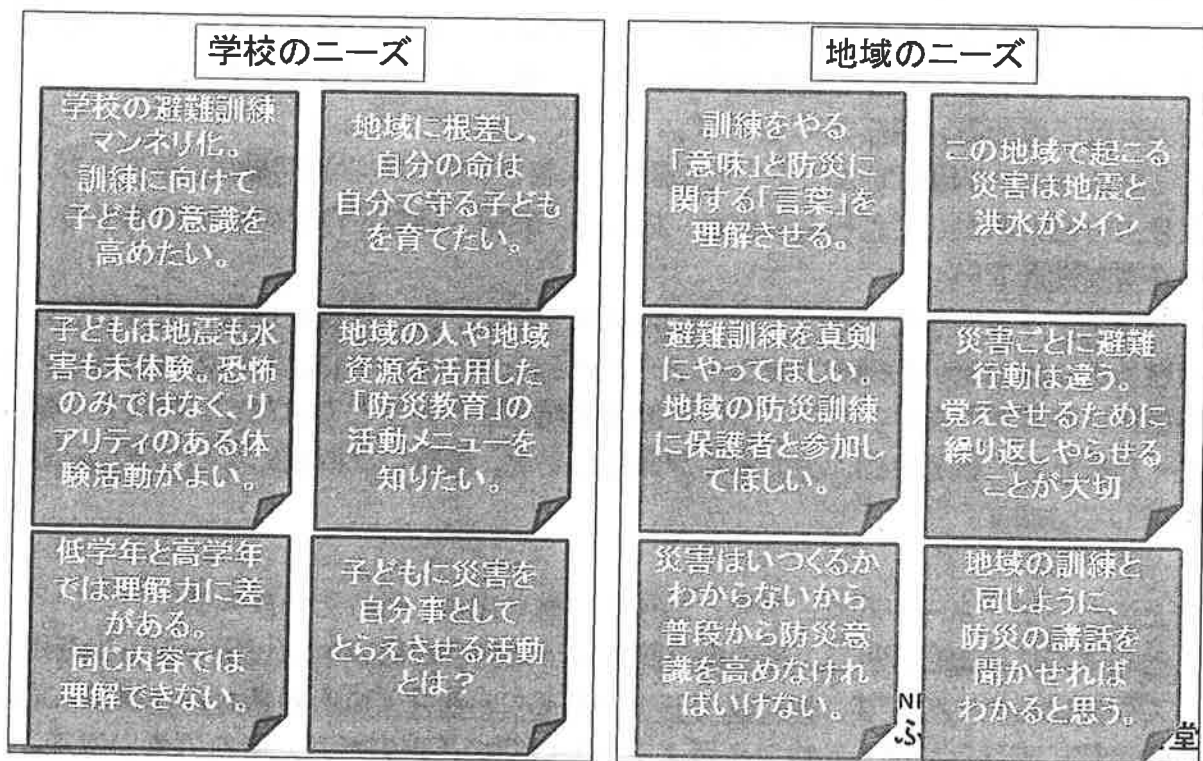 学校のニーズ
学校の避難訓練
マンネリ化。
訓練に向けて
子どもの意識を
高めたい。
地域に根差し、
自分の命は
自分で守る子ども
を育てたい。
子どもは地震も水
害も未体験。恐怖
のみではなく、リ
アリティのある体
験活動がよい。
地域の人や地域
資源を活用した
「防災教育」の
活動メニューを
知りたい。
低学年と高学年
では理解力に差
がある。
同じ内容では
理解できない。
子どもに災害を
自分事として
とらえさせる活動
とは？
地域のニーズ
訓練をやる
「意味」と防災に
関する「言葉」を
理解させる。
この地域で起こる
災害は地震と
洪水がメイン
避難訓練を真剣
にやってほしい。
地域の防災訓練
に保護者と参加し
てほしい。
災害ごとに避難
行動は違う。
覚えさせるために
繰り返しやらせる
ことが大切
災害はいつくるか
わからないから
普段から防災意
識を高めなけれ
ばいけない。
地域の訓練と
同じように、
防災の講話を
聞かせれば
わかると思う。
ふ
堂